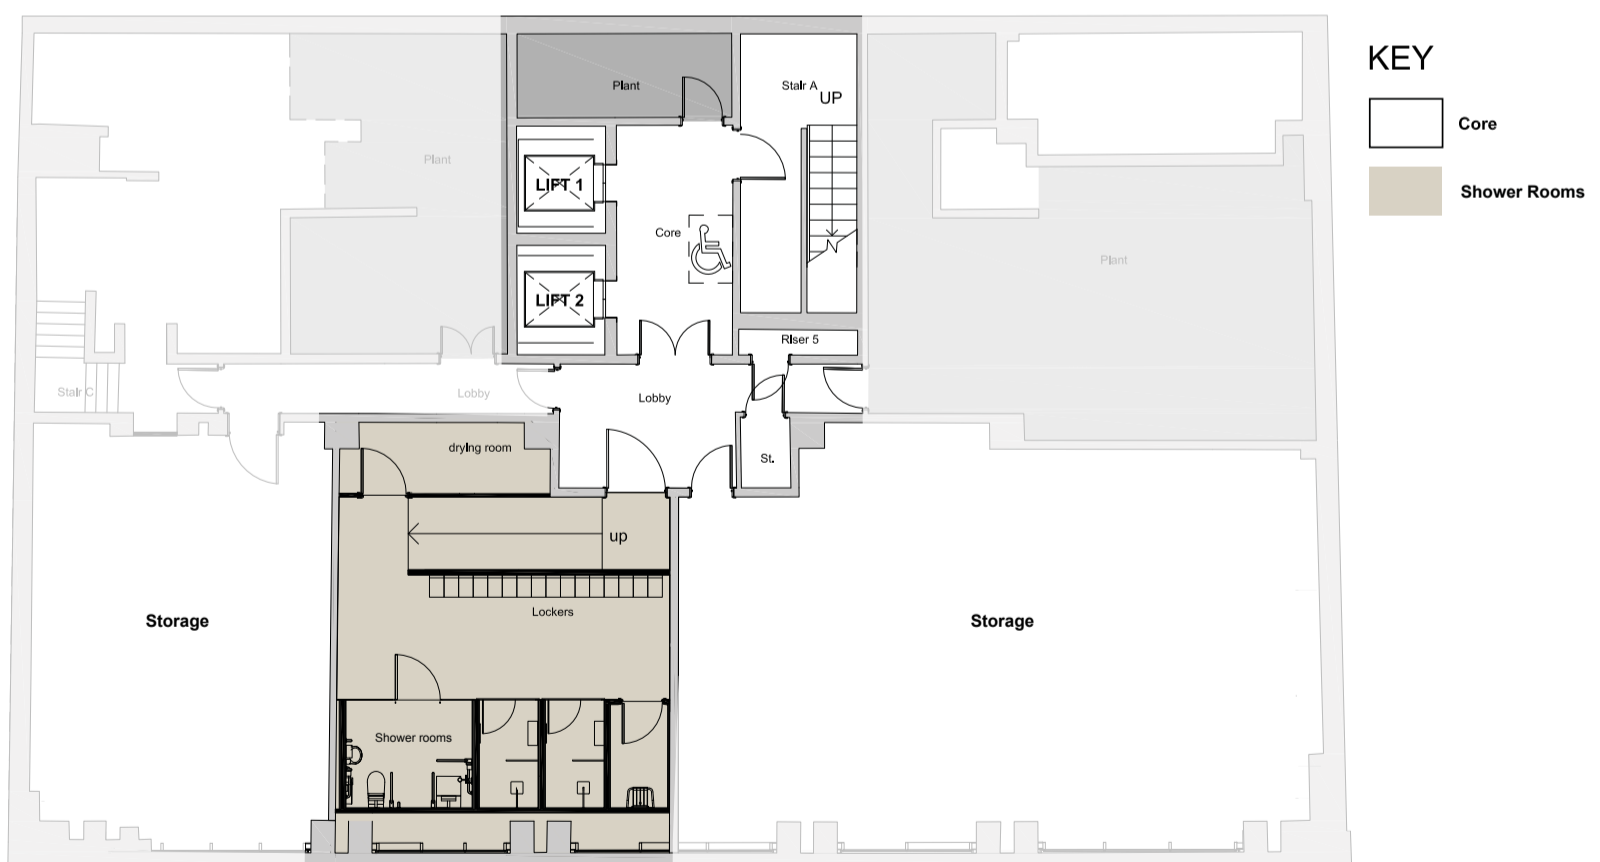 KEY
Core
Shower Rooms
Plant
Stair A
UP
LIFT 1
Plant
Core
Plant
LIFT 2
Riser 5
Stair C
Lobby
Lobby
drying room
St.
up
Lockers
Storage
Storage
Shower rooms